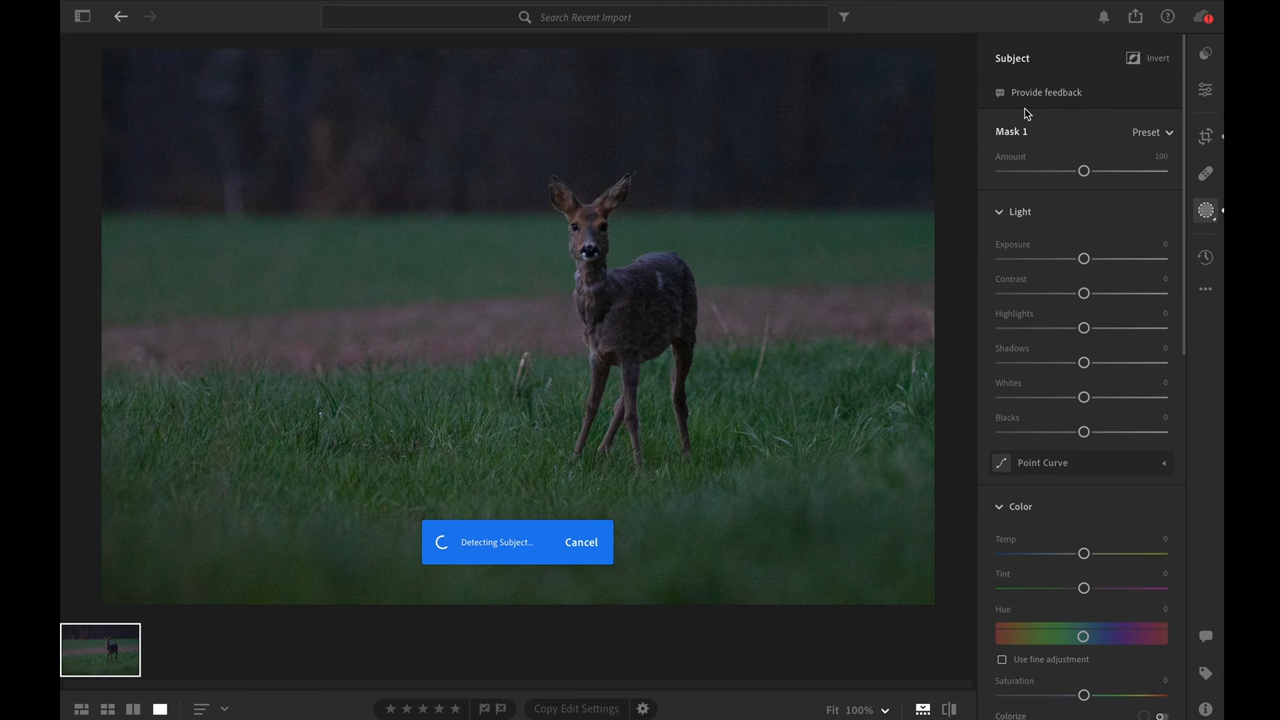 Search Recent Import
Subject
Invert
Provide feedback
Mask 1
Preset
Amount
100
Light
Exposure
0
Contrast
0
Highlights
0
Shadows
0
Whites
0
Blacks
0
Point Curve
Color
Temp
0
Tint
0
Hue
0
Use fine adjustment
Saturation
0
Colorize
Detecting Subject...
Cancel
Copy Edit Settings
Fit
100%